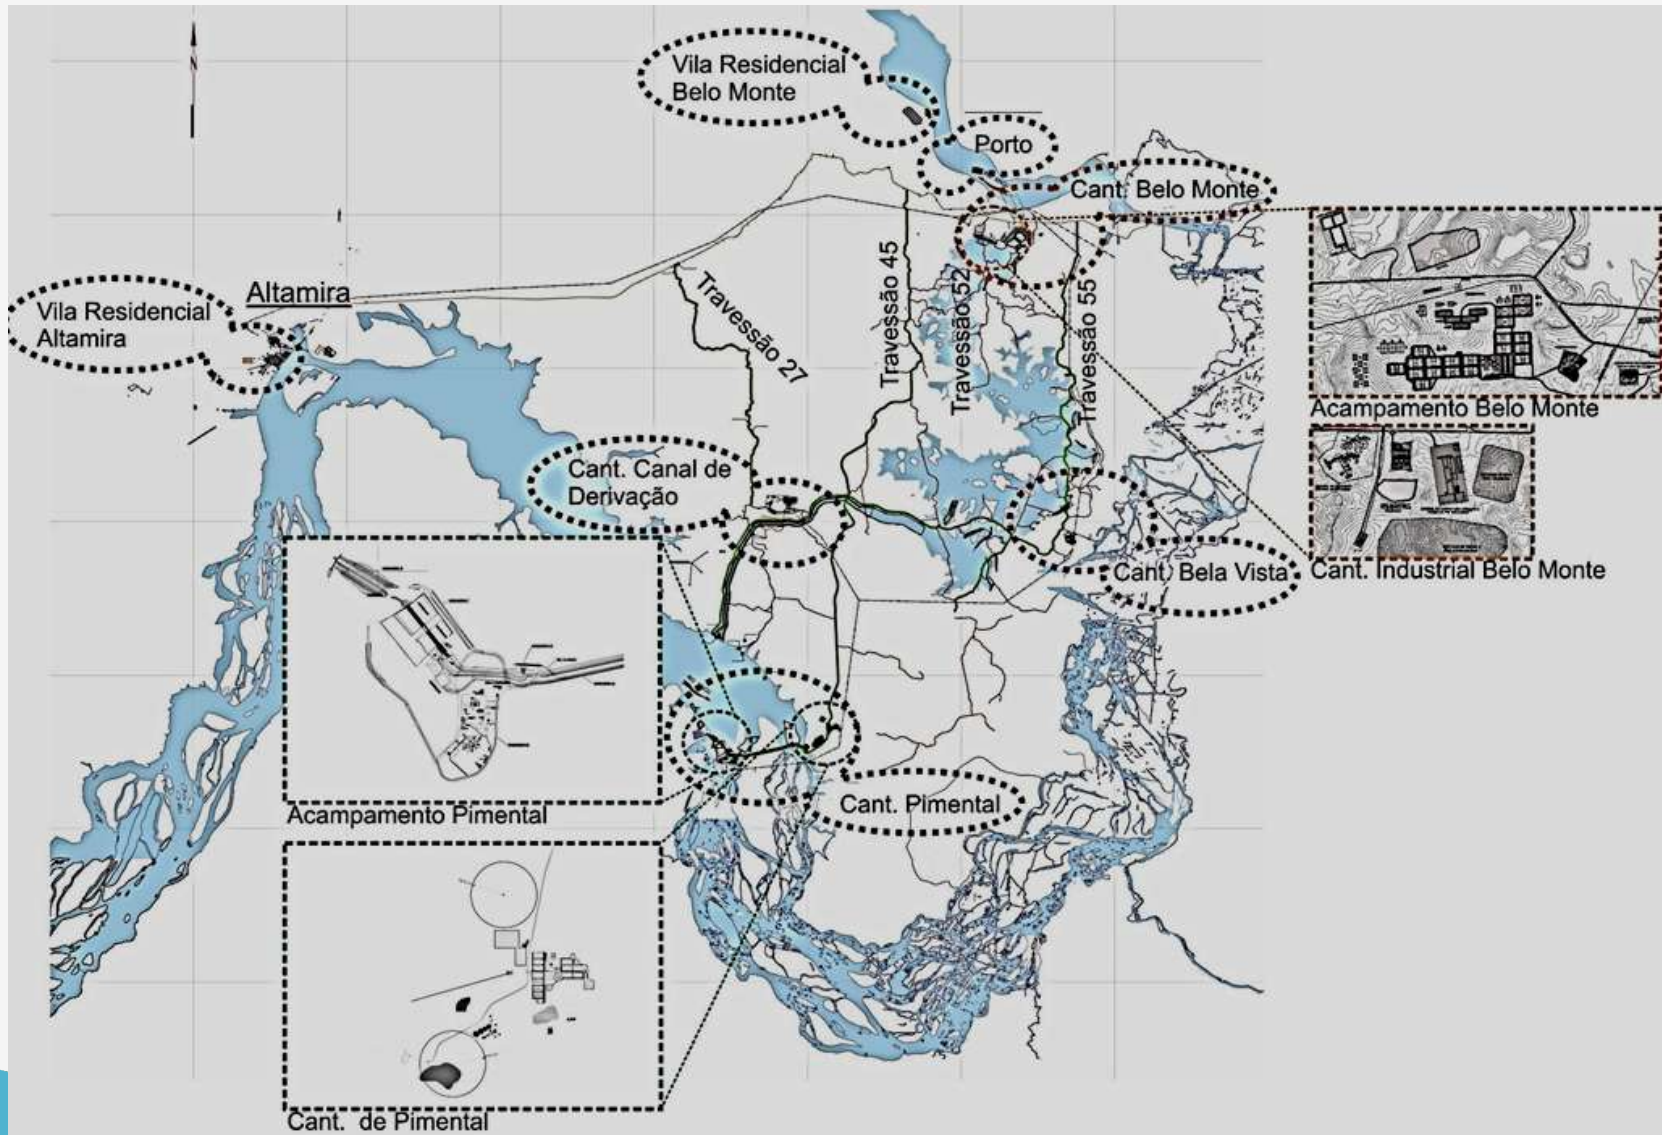 N
Vila Residencial
Belo Monte
Porto
Cant. Belo Monte
Altamira
Vila Residencial
Altamira
Travessão 27
Travessão 45
Travessão 52
Travessão 55
Acampamento Belo Monte
Cant. Canal de
Derivação
Cant. Bela Vista
Cant. Industrial Belo Monte
Acampamento Pimental
Cant. Pimental
Cant. de Pimental